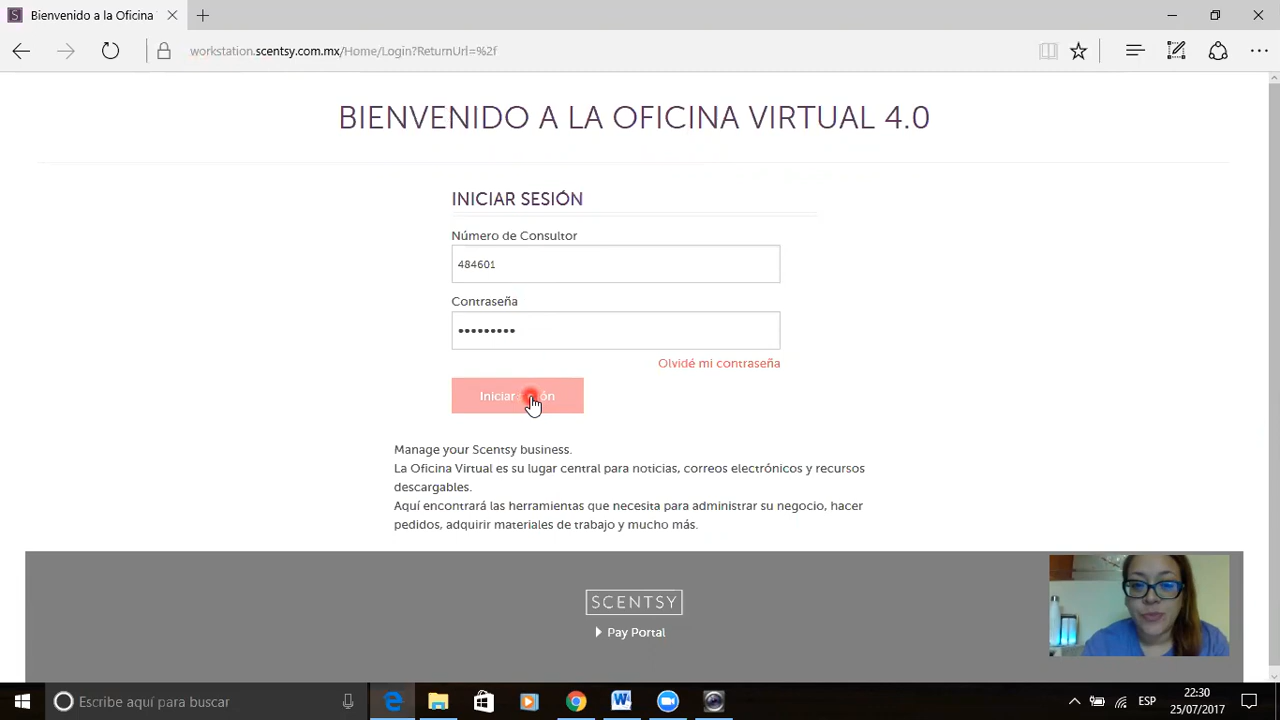 Bienvenido a la Oficina
workstation.scentsy.com.mx/Home/Login?ReturnUrl=%2f
BIENVENIDO A LA OFICINA VIRTUAL 4.0
INICIAR SESIÓN
Número de Consultor
484601
Contraseña
•••••••••
Olvidé mi contraseña
Iniciar
Manage your Scentsy business.
La Oficina Virtual es su lugar central para noticias, correos electrónicos y recursos
descargables.
Aquí encontrará las herramientas que necesita para administrar su negocio, hacer
pedidos, adquirir materiales de trabajo y mucho más.
SCENTSY
Pay Portal
Escribe aquí para buscar
ESP
22:30
25/07/2017